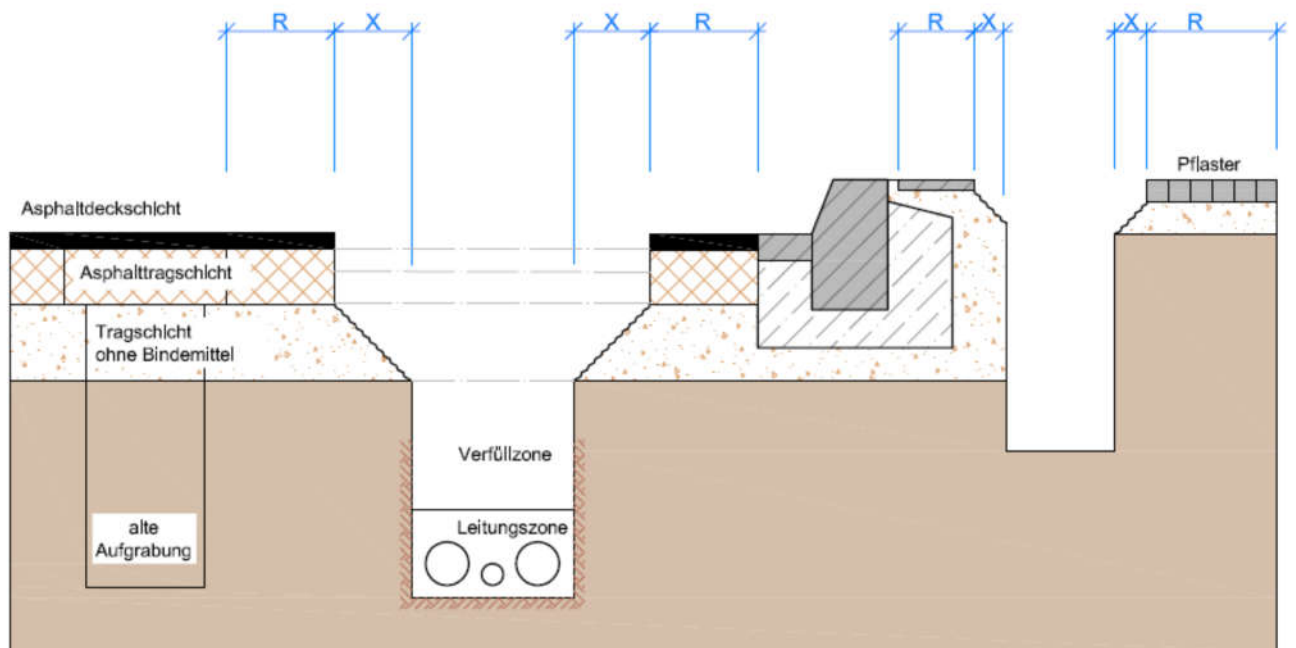 R X X R R X X R
Pflaster
Asphaltdeckschicht
Asphalttragschicht
Tragschicht
ohne Bindemittel
Verfüllzone
alte
Aufgrabung
Leitungszone